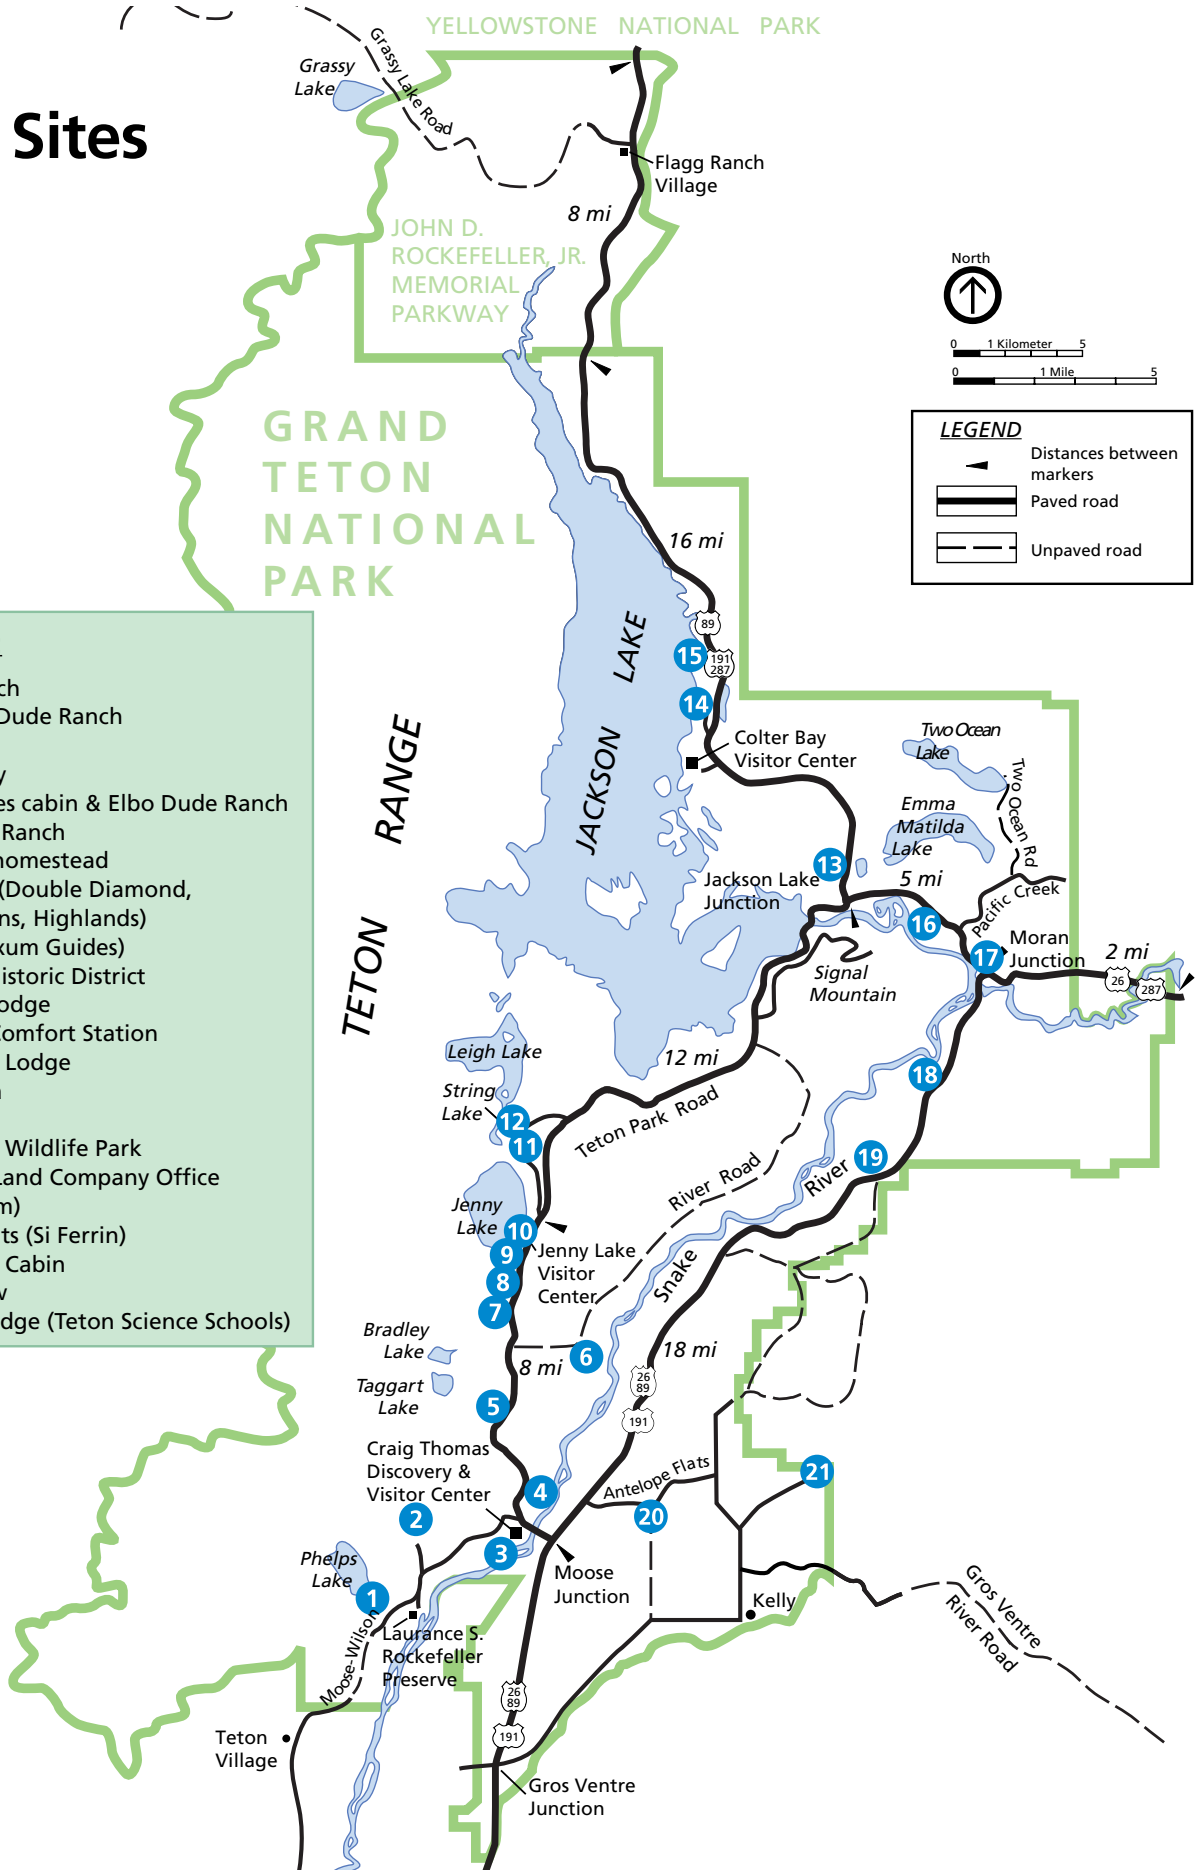 YELLOWSTONE NATIONAL PARK
Grassy Lake Road
Grassy
Lake
Sites
Flagg Ranch
Village
8 mi
JOHN D.
ROCKEFELLER, JR.
MEMORIAL
PARKWAY
North
0 1 Kilometer 5
0 1 Mile 5
GRAND
TETON
NATIONAL
PARK
LEGEND
Distances between
markers
Paved road
Unpaved road
16 mi
89
15
191
287
14
JACKSON LAKE
TETON RANGE
Colter Bay
Visitor Center
Two Ocean
Lake
Two Ocean Rd
Emma
Matilda
Lake
13
Jackson Lake
Junction
5 mi
Pacific Creek
16
17
Moran
Junction
2 mi
26
287
Signal
Mountain
ch
Dude Ranch
y
es cabin & Elbo Dude Ranch
Ranch
homestead
(Double Diamond,
ns, Highlands)
xum Guides)
istoric District
odge
Comfort Station
Lodge
Wildlife Park
Land Company Office
m)
ts (Si Ferrin)
Cabin
w
dge (Teton Science Schools)
Leigh Lake
12 mi
18
String
Lake
12
11
Teton Park Road
19
River Road
Snake River
Jenny
Lake
10
9
Jenny Lake
Visitor
Center
8
7
Bradley
Lake
8 mi
6
18 mi
26
89
191
Taggart
Lake
5
Craig Thomas
Discovery &
Visitor Center
4
Antelope Flats
21
2
20
3
Phelps
Lake
1
Moose
Junction
Kelly
Gros Ventre
River Road
Moose-Wilson
Laurance S.
Rockefeller
Preserve
26
89
191
Teton
Village
Gros Ventre
Junction